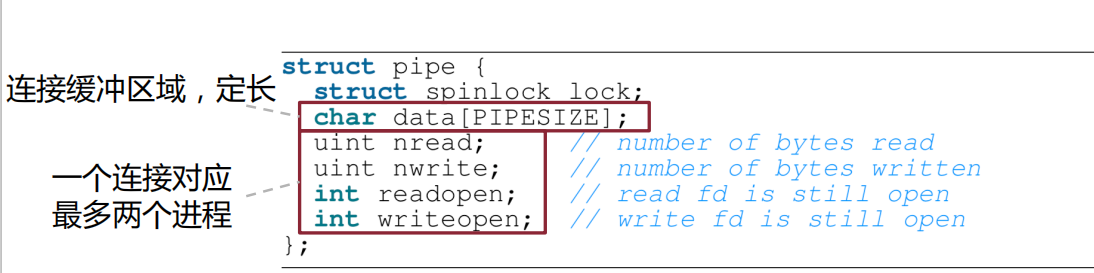 连接缓冲区域，定长
一个连接对应
最多两个进程
struct pipe {
  struct spinlock lock;
  char data[PIPESIZE];
  uint nread;     // number of bytes read
  uint nwrite;    // number of bytes written
  int readopen;   // read fd is still open
  int writeopen;  // write fd is still open
};